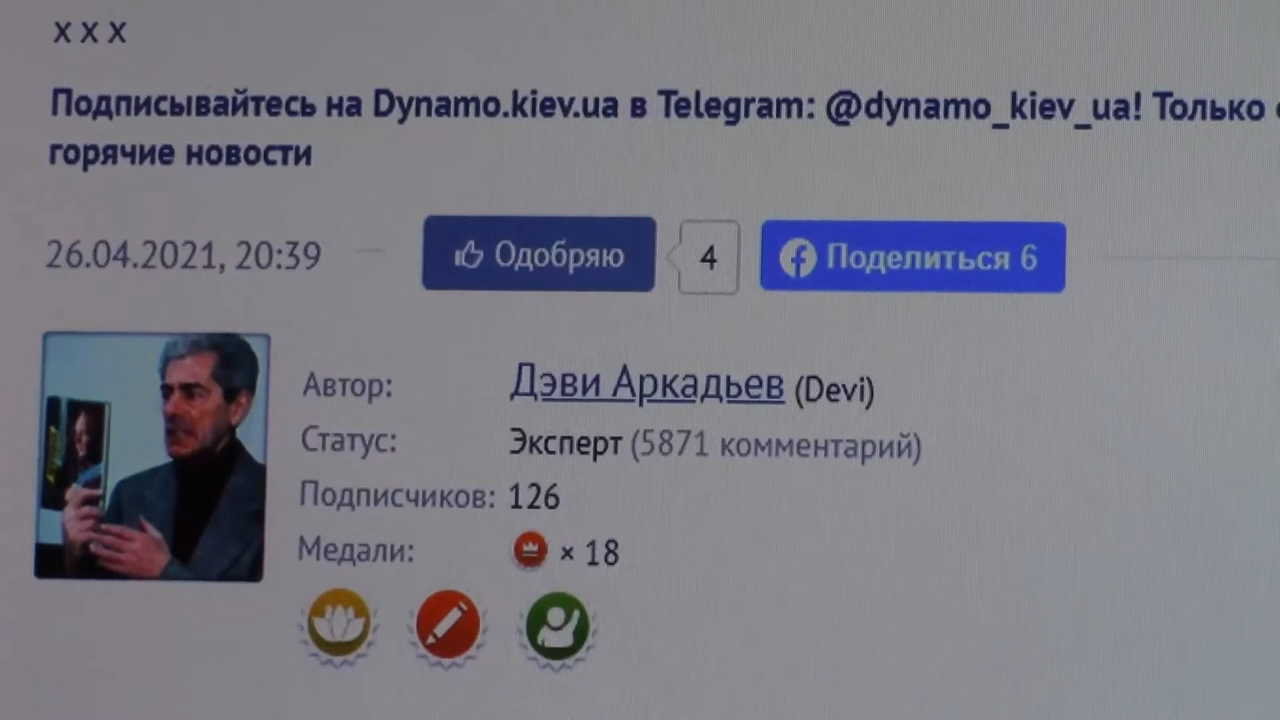 х х х
Подписывайтесь на Dynamo.kiev.ua в Telegram: @dynamo_kiev_ua! Только
горячие новости
26.04.2021, 20:39 — Одобряю 4 Поделиться 6
Автор: Дэви Аркадьев (Devi)
Статус: Эксперт (5871 комментарий)
Подписчиков: 126
Медали: × 18